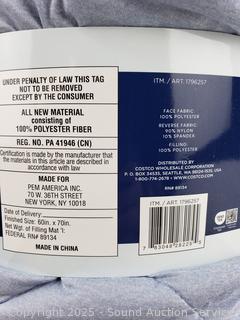 UNDER PENALTY OF LAW THIS TAG
NOT TO BE REMOVED
EXCEPT BY THE CONSUMER
ALL NEW MATERIAL
consisting of
100% POLYESTER FIBER
REG. NO. PA 41946 (CN)
Certification is made by the manufacturer
that the materials in this article are
described in accordance with law
MADE FOR
PEM AMERICA INC.
70 W. 36TH STREET
NEW YORK, NY 10018
Date of Delivery:
Finished Size: 60in. x 70in.
Net Wgt. of Filling Mat'l:
FEDERAL RN# 89134
MADE IN CHINA
ITM. / ART. 1796257
FACE FABRIC:
100% POLYESTER
REVERSE FABRIC:
90% NYLON
10% SPANDEX
FILLING:
100% POLYESTER
DISTRIBUTED BY
COSTCO WHOLESALE CORPORATION
P. O. BOX 34535, SEATTLE, WA 98124-1535, USA
1-800-774-2678 • WWW.COSTCO.COM
RN# 89134
ITM. / ART. 1796257
Copyright 2025 - SoundAuction.com